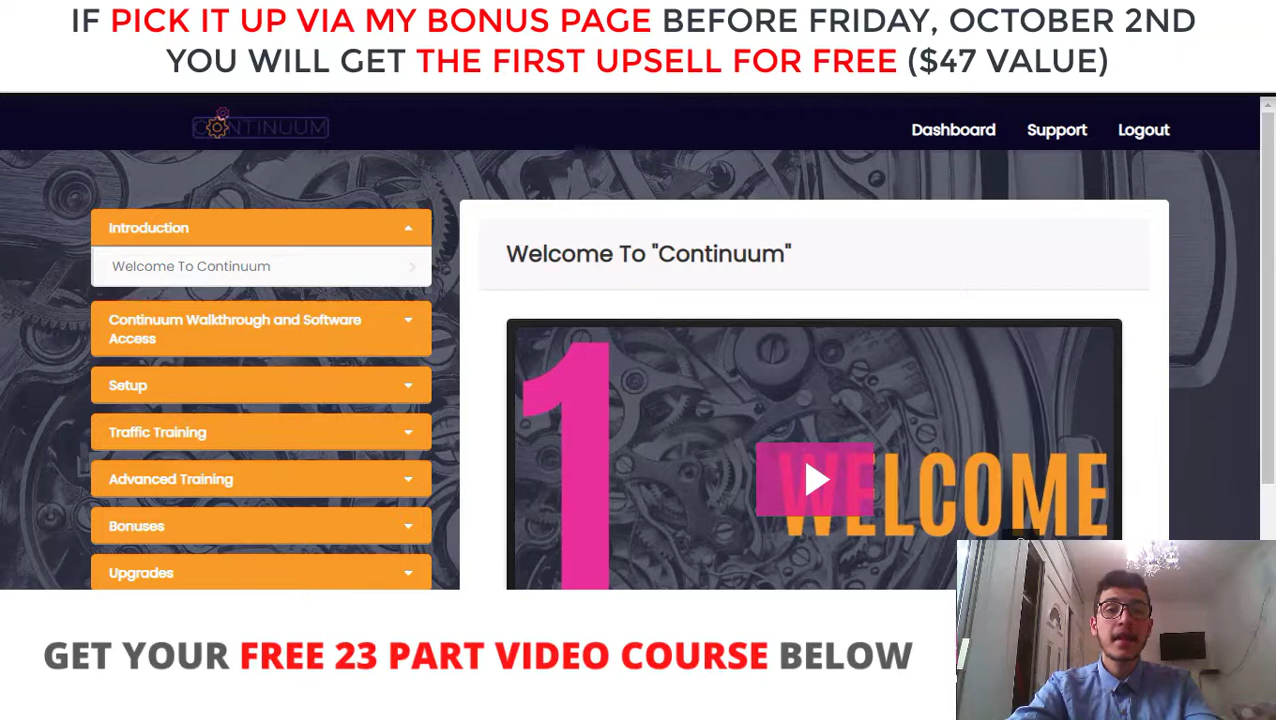 IF PICK IT UP VIA MY BONUS PAGE BEFORE FRIDAY, OCTOBER 2ND
YOU WILL GET THE FIRST UPSELL FOR FREE ($47 VALUE)
CONTINUUM
Dashboard Support Logout
Introduction
Welcome To Continuum
Continuum Walkthrough and Software
Access
Setup
Traffic Training
Advanced Training
Bonuses
Upgrades
Welcome To "Continuum"
1
WELCOME
GET YOUR FREE 23 PART VIDEO COURSE BELOW